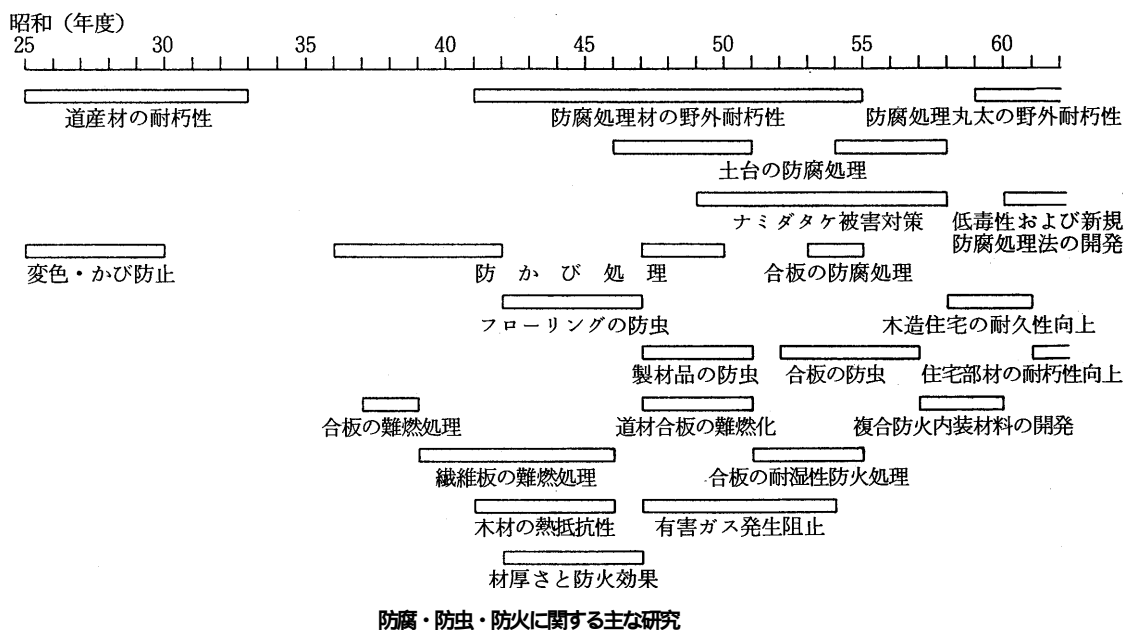 昭和（年度）
25 30 35 40 45 50 55 60
道産材の耐朽性
防腐処理材の野外耐朽性
防腐処理丸太の野外耐朽性
土台の防腐処理
ナミダタケ被害対策
低毒性および新規
防腐処理法の開発
変色・かび防止
防かび処理
合板の防腐処理
フローリングの防虫
木造住宅の耐久性向上
製材品の防虫
合板の防虫
住宅部材の耐朽性向上
合板の難燃処理
道材合板の難燃化
複合防火内装材料の開発
繊維板の難燃処理
合板の耐湿性防火処理
木材の熱抵抗性
有害ガス発生阻止
材厚さと防火効果
防腐・防虫・防火に関する主な研究